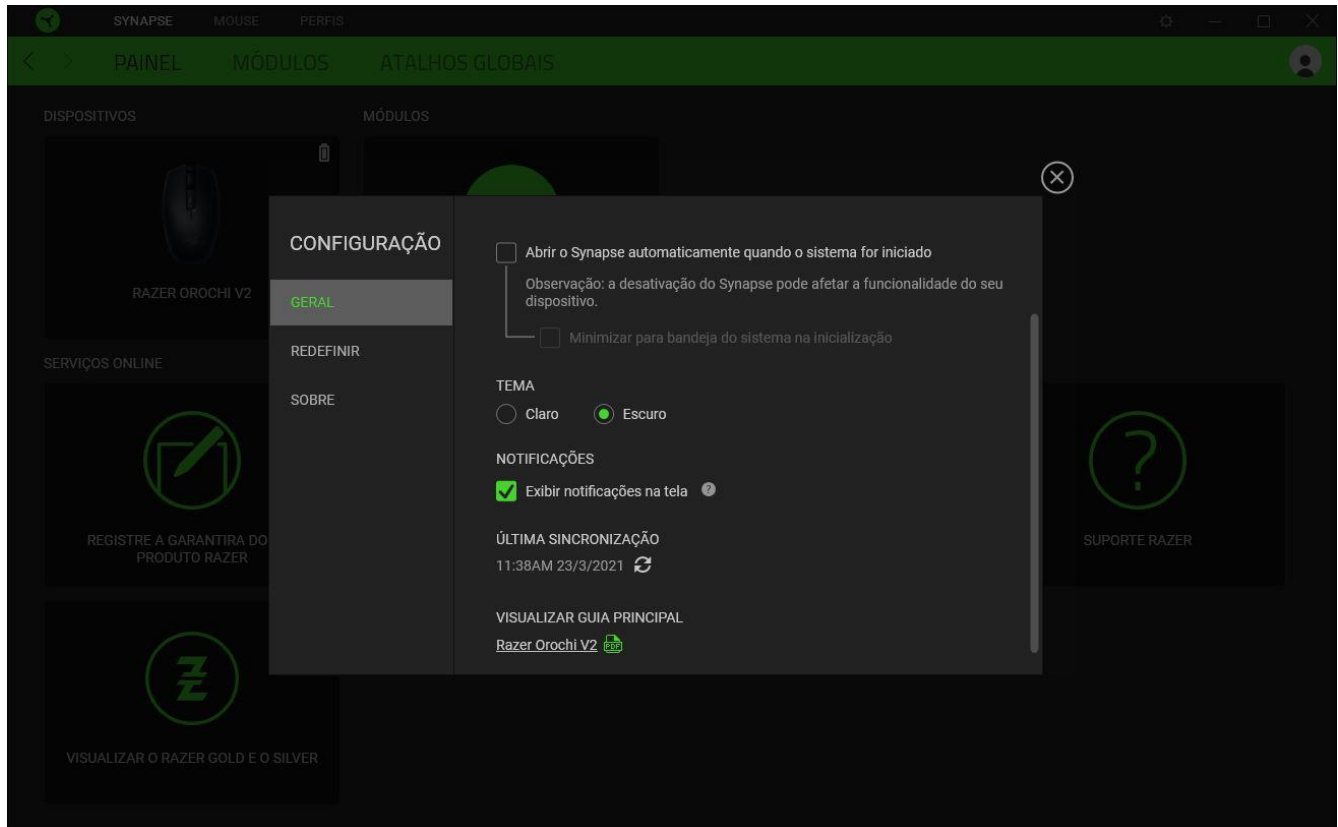 SYNAPSE MOUSE PERFIS
PAINEL MÓDULOS ATALHOS GLOBAIS
DISPOSITIVOS
MÓDULOS
RAZER OROCHI V2
SERVIÇOS ONLINE
REGISTRE A GARANTIRA DO
PRODUTO RAZER
SUPORTE RAZER
VISUALIZAR O RAZER GOLD E O SILVER
CONFIGURAÇÃO
GERAL
REDEFINIR
SOBRE
Abrir o Synapse automaticamente quando o sistema for iniciado
Observação: a desativação do Synapse pode afetar a funcionalidade do seu
dispositivo.
Minimizar para bandeja do sistema na inicialização
TEMA
Claro Escuro
NOTIFICAÇÕES
Exibir notificações na tela ?
ÚLTIMA SINCRONIZAÇÃO
11:38AM 23/3/2021
VISUALIZAR GUIA PRINCIPAL
Razer Orochi V2 PDF